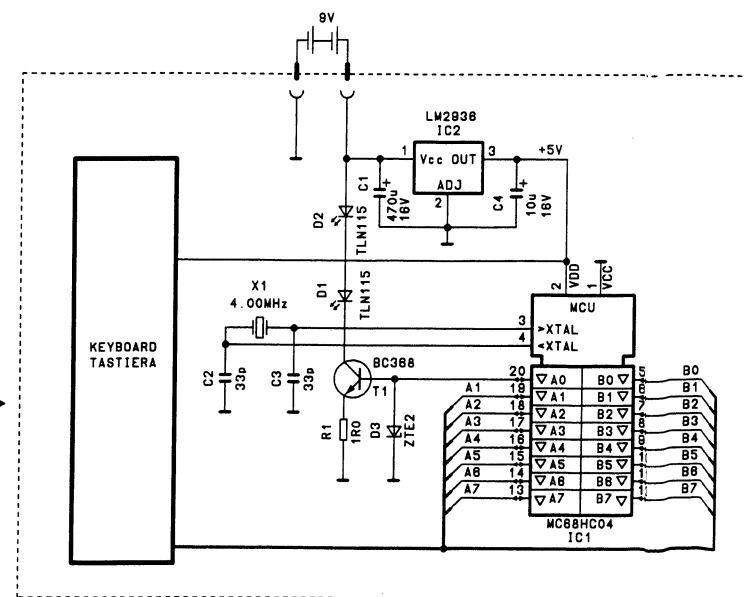 9V
LM2936
IC2
1
Vcc OUT
3
+5V
ADJ
2
C1
470u
16V
C4
10u
16V
D2
TLN115
D1
TLN115
X1
4.00MHz
2
VDD
1
VCC
MCU
3
>XTAL
4
<XTAL
KEYBOARD
TASTIERA
C2
33p
C3
33p
BC368
T1
R1
1R0
D3
ZTE2
20 A0 B0 5 B0
A1 19 A1 B1 6 B1
A2 18 A2 B2 7 B2
A3 17 A3 B3 8 B3
A4 16 A4 B4 9 B4
A5 15 A5 B5 1 B5
A6 14 A6 B6 1 B6
A7 13 A7 B7 1 B7
MC68HC04
IC1